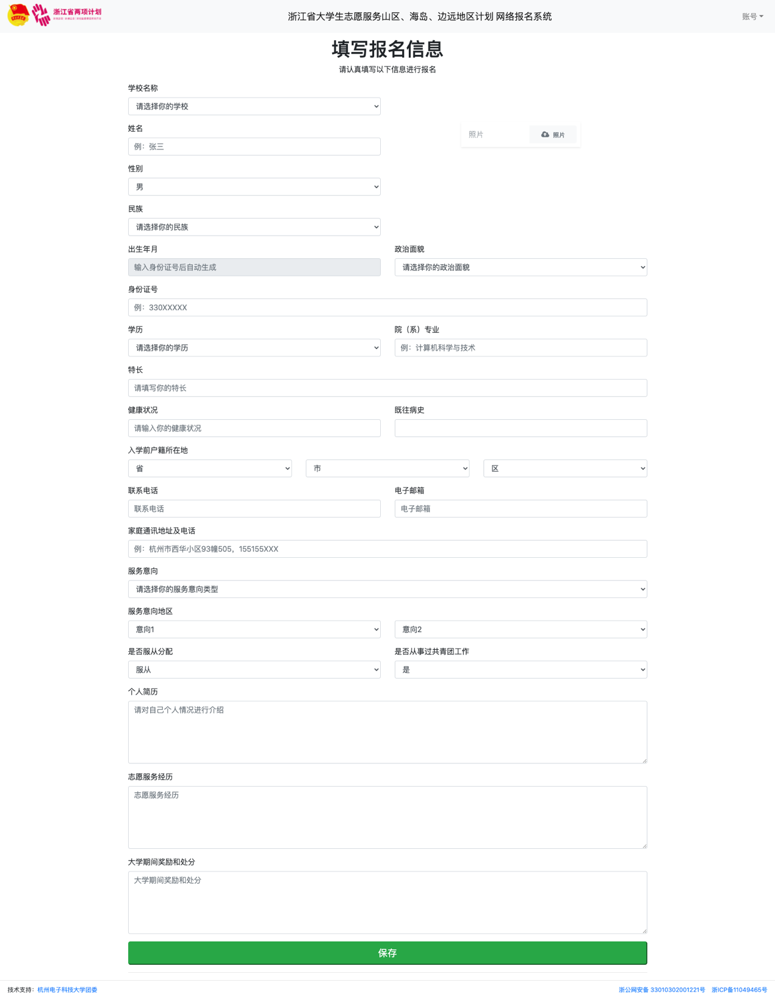 浙江省两项计划
浙江省大学生志愿服务山区、海岛、边远地区计划 网络报名系统
账号
填写报名信息
请认真填写以下信息进行报名
学校名称
请选择你的学校
姓名
例：张三
照片
照片
性别
男
民族
请选择你的民族
出生年月
政治面貌
输入身份证号后自动生成
请选择你的政治面貌
身份证号
例：330XXXXX
学历
院（系）专业
请选择你的学历
例：计算机科学与技术
特长
请填写你的特长
健康状况
既往病史
请输入你的健康状况
入学前户籍所在地
省
市
区
联系电话
电子邮箱
联系电话
电子邮箱
家庭通讯地址及电话
例：杭州市西华小区93幢505，155155XXX
服务意向
请选择你的服务意向类型
服务意向地区
意向1
意向2
是否服从分配
是否从事过共青团工作
服从
是
个人简历
请对自己个人情况进行介绍
志愿服务经历
志愿服务经历
大学期间奖励和处分
大学期间奖励和处分
保存
技术支持：杭州电子科技大学团委
浙公网安备 33010302001221号 浙ICP备11049465号